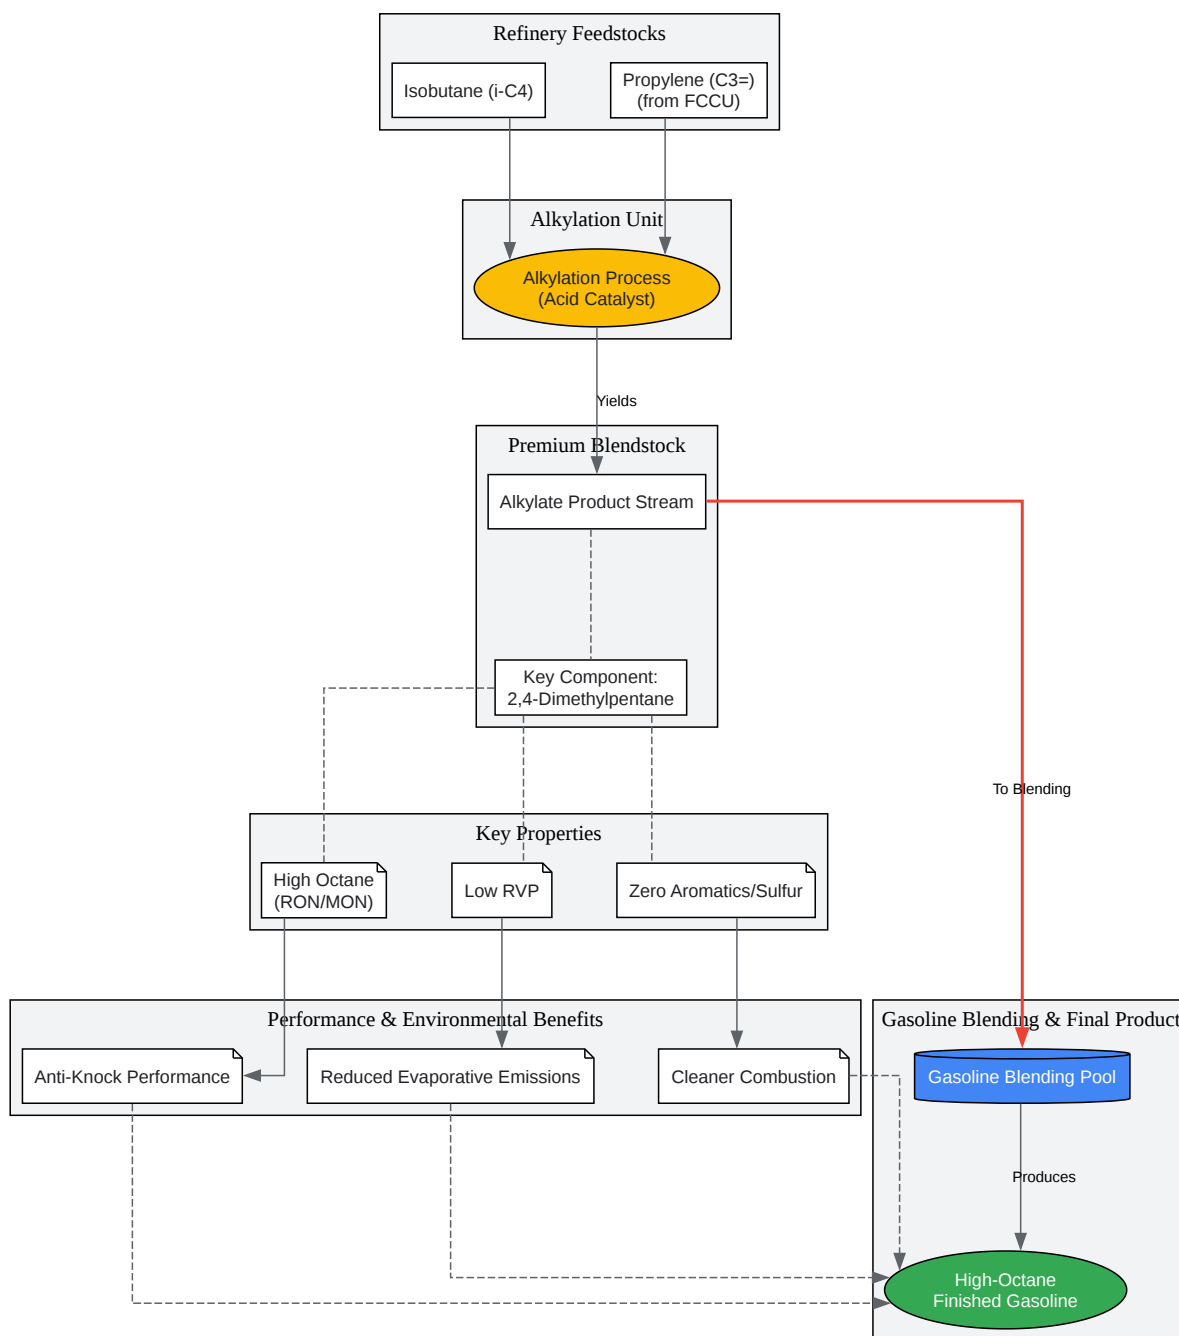 Refinery Feedstocks
Isobutane (i-C4)
Propylene (C3=)
(from FCCU)
Alkylation Unit
Alkylation Process
(Acid Catalyst)
Yields
Premium Blendstock
Alkylate Product Stream
Key Component:
2,4-Dimethylpentane
To Blending
Key Properties
High Octane
(RON/MON)
Low RVP
Zero Aromatics/Sulfur
Performance & Environmental Benefits
Anti-Knock Performance
Reduced Evaporative Emissions
Cleaner Combustion
Gasoline Blending & Final Product
Gasoline Blending Pool
Produces
High-Octane
Finished Gasoline